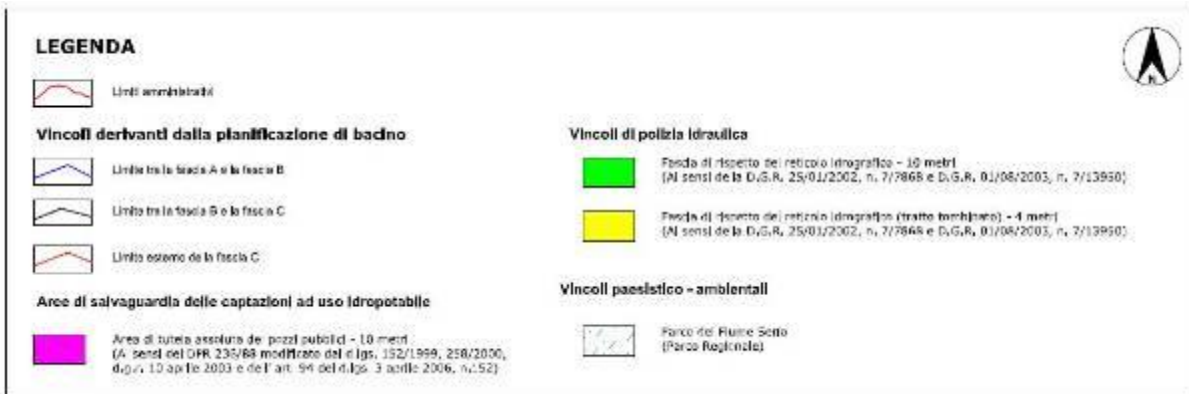 LEGENDA
Limiti amministrativi
Vincoli derivanti dalla pianificazione di bacino
Limite tra la fascia A e la fascia B
Limite tra la fascia B e la fascia C
Limite esterno della fascia C
Aree di salvaguardia delle captazioni ad uso idropotabile
Area di tutela assoluta dei pozzi pubblici - 10 metri
(Ai sensi del DPR 236/88 modificato dal d.lgs. 152/1999, 258/2000,
d.g.r. 10 aprile 2003 e dell'art. 94 del d.lgs. 3 aprile 2006, n.152)
Vincoli di polizia idraulica
Fascia di rispetto del reticolo idrografico - 10 metri
(Ai sensi de la D.G.R. 25/01/2002, n. 7/7868 e D.G.R. 01/08/2003, n. 7/13950)
Fascia di rispetto del reticolo idrografico (tratto tombinato) - 4 metri
(Ai sensi de la D.G.R. 25/01/2002, n. 7/7868 e D.G.R. 01/08/2003, n. 7/13950)
Vincoli paesistico - ambientali
Parco del Fiume Serio
(Parco Regionale)
N